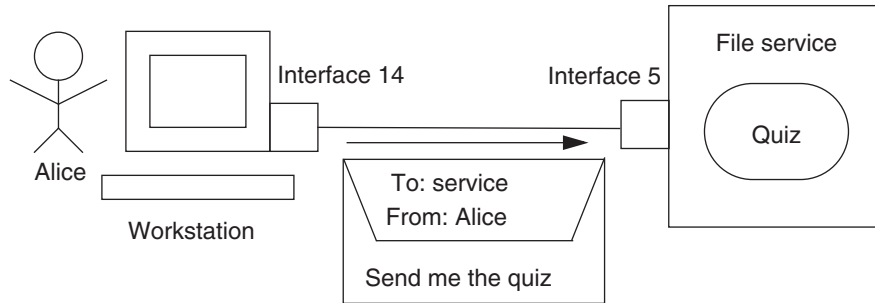 File service
Interface 14
Interface 5
Quiz
Alice
To: service
From: Alice
Workstation
Send me the quiz